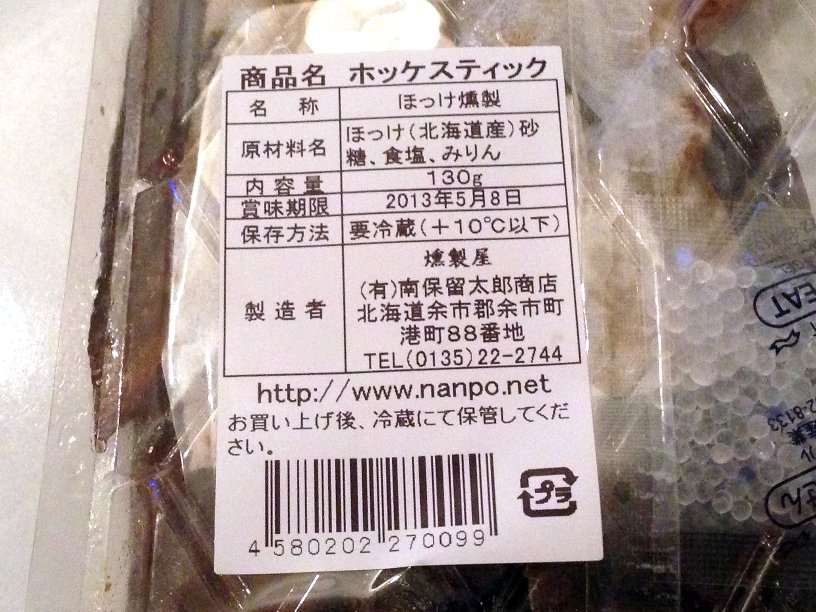 商品名 ホッケスティック
名称 ほっけ燻製
原材料名 ほっけ(北海道産)砂
糖、食塩、みりん
内容量 130g
賞味期限 2013年5月8日
保存方法 要冷蔵(+10℃以下)
製造者 燻製屋
(有)南保留太郎商店
北海道余市郡余市町
港町88番地
TEL(0135)22-2744
http://www.nanpo.net
お買い上げ後、冷蔵にて保管してくだ
さい。
プラ
4 580202 270099
EAT
2-8133